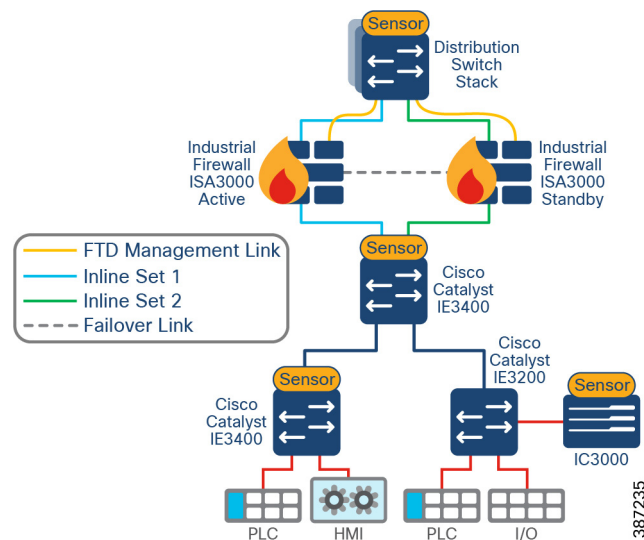 Sensor
Distribution
Switch
Stack
Industrial
Firewall
ISA3000
Active
Industrial
Firewall
ISA3000
Standby
FTD Management Link
Inline Set 1
Inline Set 2
Failover Link
Sensor
Cisco
Catalyst
IE3400
Cisco
Catalyst
IE3200
Sensor
Cisco
Catalyst
IE3400
Sensor
IC3000
PLC
HMI
PLC
I/O
387235